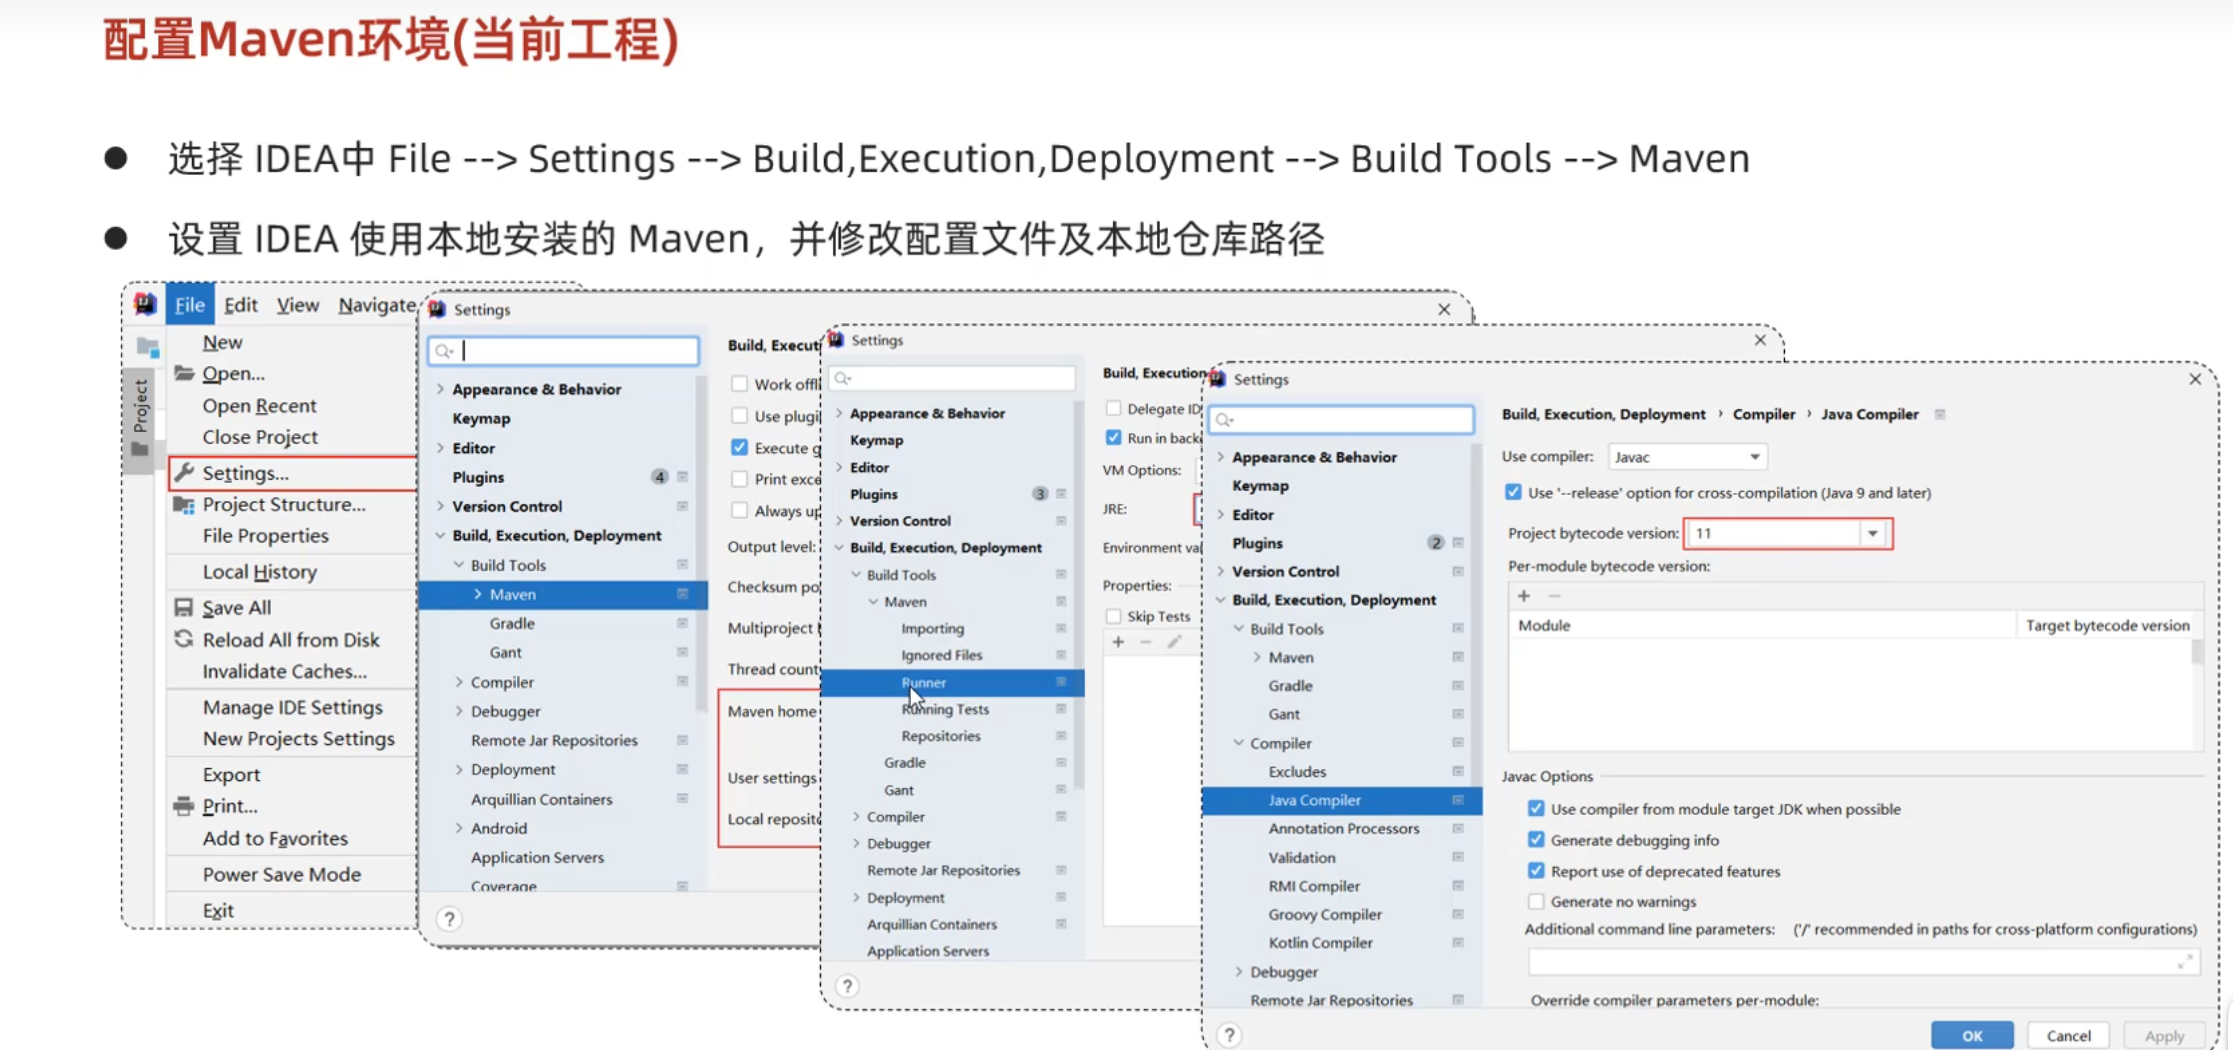 配置Maven环境(当前工程)
● 选择 IDEA中 File --> Settings --> Build,Execution,Deployment --> Build Tools --> Maven
● 设置 IDEA 使用本地安装的 Maven，并修改配置文件及本地仓库路径
File Edit View Navigate
Project
New
Open...
Open Recent
Close Project
Settings...
Project Structure...
File Properties
Local History
Save All
Reload All from Disk
Invalidate Caches...
Manage IDE Settings
New Projects Settings
Export
Print...
Add to Favorites
Power Save Mode
Exit
Settings
Appearance & Behavior
Keymap
Editor
Plugins 4
Version Control
Build, Execution, Deployment
Build Tools
Maven
Gradle
Gant
Compiler
Debugger
Remote Jar Repositories
Deployment
Arquillian Containers
Android
Application Servers
Coverage
?
Build, Execut
Work offl
Use plugi
Execute g
Print exce
Always up
Output level:
Checksum po
Multiproject
Thread count
Maven home
User settings
Local reposit
Settings
Appearance & Behavior
Keymap
Editor
Plugins 3
Version Control
Build, Execution, Deployment
Build Tools
Maven
Importing
Ignored Files
Runner
Running Tests
Repositories
Gradle
Gant
Compiler
Debugger
Remote Jar Repositories
Deployment
Arquillian Containers
Application Servers
?
Build, Execution
Delegate ID
Run in back
VM Options:
JRE:
Environment va
Properties:
Skip Tests
Settings
Appearance & Behavior
Keymap
Editor
Plugins 2
Version Control
Build, Execution, Deployment
Build Tools
Maven
Gradle
Gant
Compiler
Excludes
Java Compiler
Annotation Processors
Validation
RMI Compiler
Groovy Compiler
Kotlin Compiler
Debugger
Remote Jar Repositories
?
Build, Execution, Deployment › Compiler › Java Compiler
Use compiler: Javac
Use '--release' option for cross-compilation (Java 9 and later)
Project bytecode version: 11
Per-module bytecode version:
+ −
Module Target bytecode version
Javac Options
Use compiler from module target JDK when possible
Generate debugging info
Report use of deprecated features
Generate no warnings
Additional command line parameters: ('/' recommended in paths for cross-platform configurations)
Override compiler parameters per-module:
OK Cancel Apply